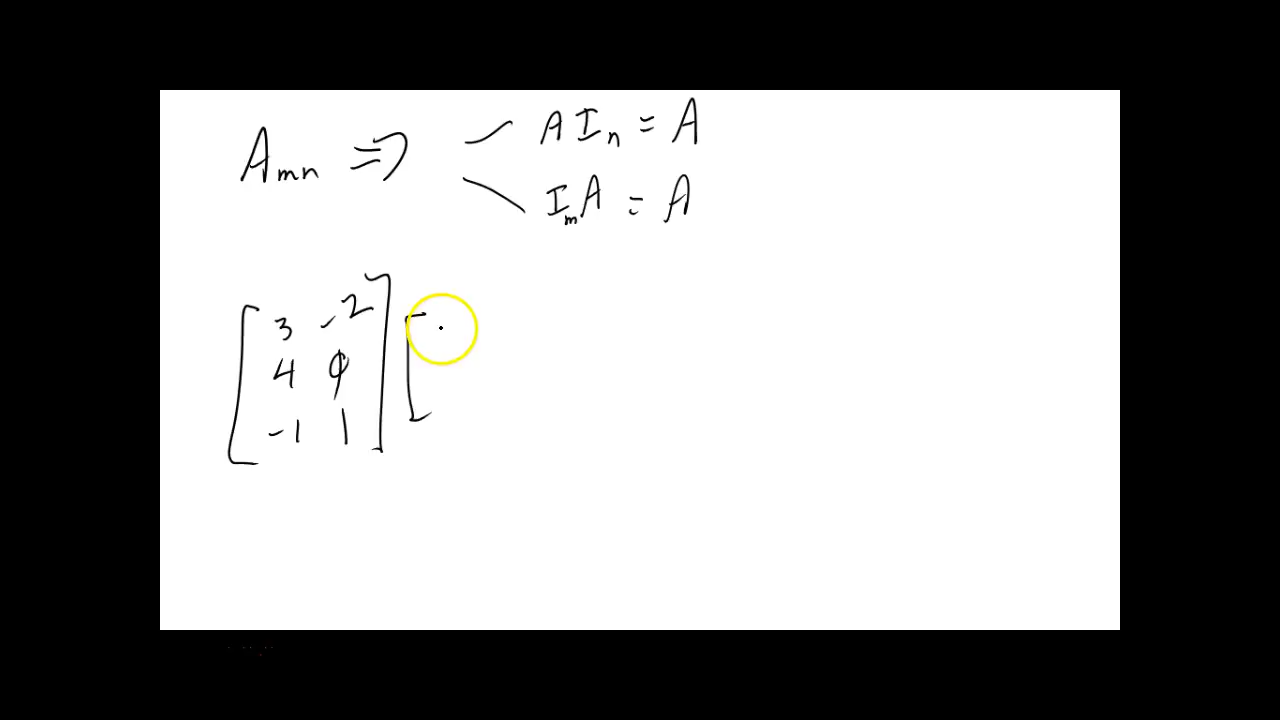 Aₘₙ ⇒ AIₙ = A
IₘA = A
[3 -2] [
4 0
-1 1